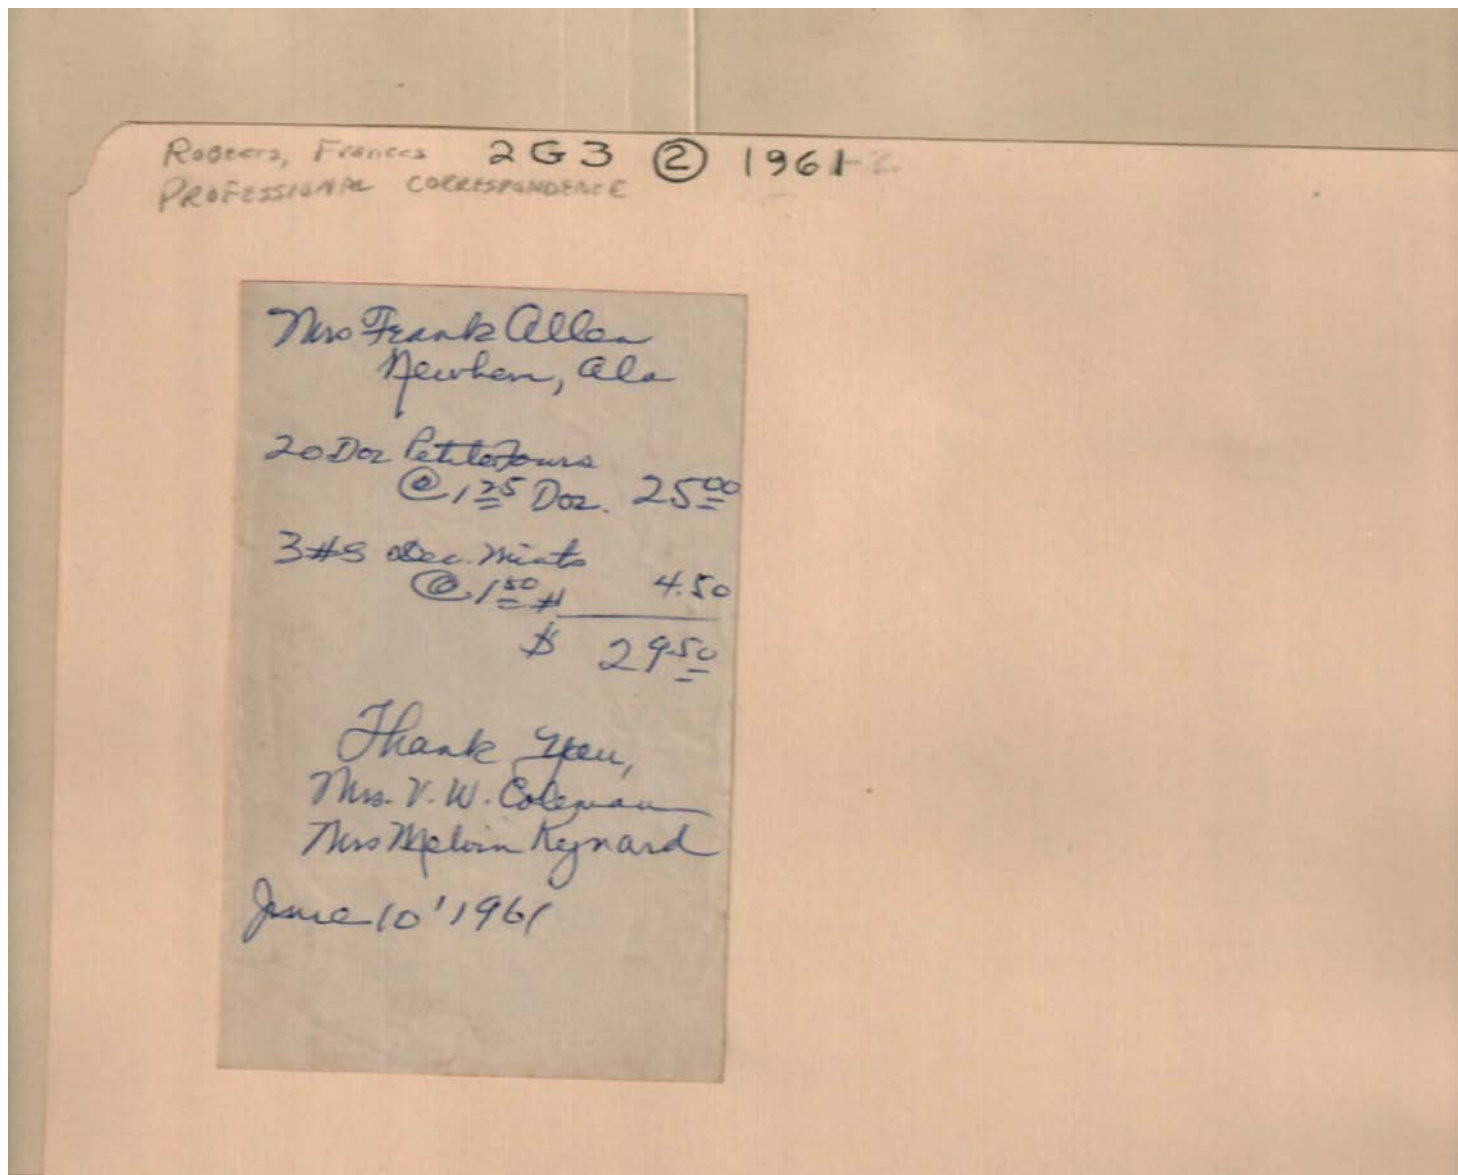 Roberts, Frances 2G3 ② 1961-2
PROFESSIONAL CORRESPONDENCE
Mrs Frank Allen
Newbern, Ala
20 Doz Petite Fours
@ 1 25 Doz. 25 00
3 #s Dec. Mints
@ 1 50 # 4.50
$ 29 50
Thank You,
Mrs. V. W. Coleman
Mrs Melvin Kynard
June 10' 1961